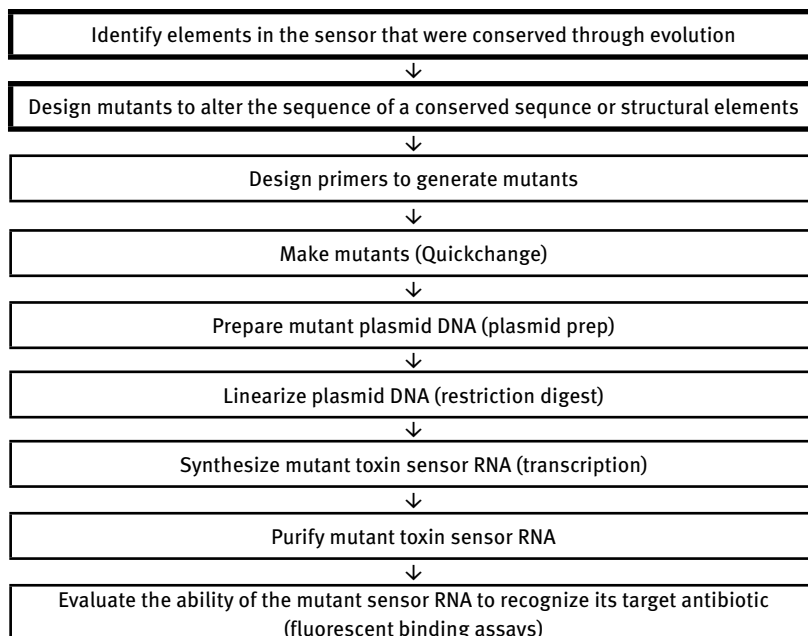 Identify elements in the sensor that were conserved through evolution
↓
Design mutants to alter the sequence of a conserved sequnce or structural elements
↓
Design primers to generate mutants
↓
Make mutants (Quickchange)
↓
Prepare mutant plasmid DNA (plasmid prep)
↓
Linearize plasmid DNA (restriction digest)
↓
Synthesize mutant toxin sensor RNA (transcription)
↓
Purify mutant toxin sensor RNA
↓
Evaluate the ability of the mutant sensor RNA to recognize its target antibiotic
(fluorescent binding assays)